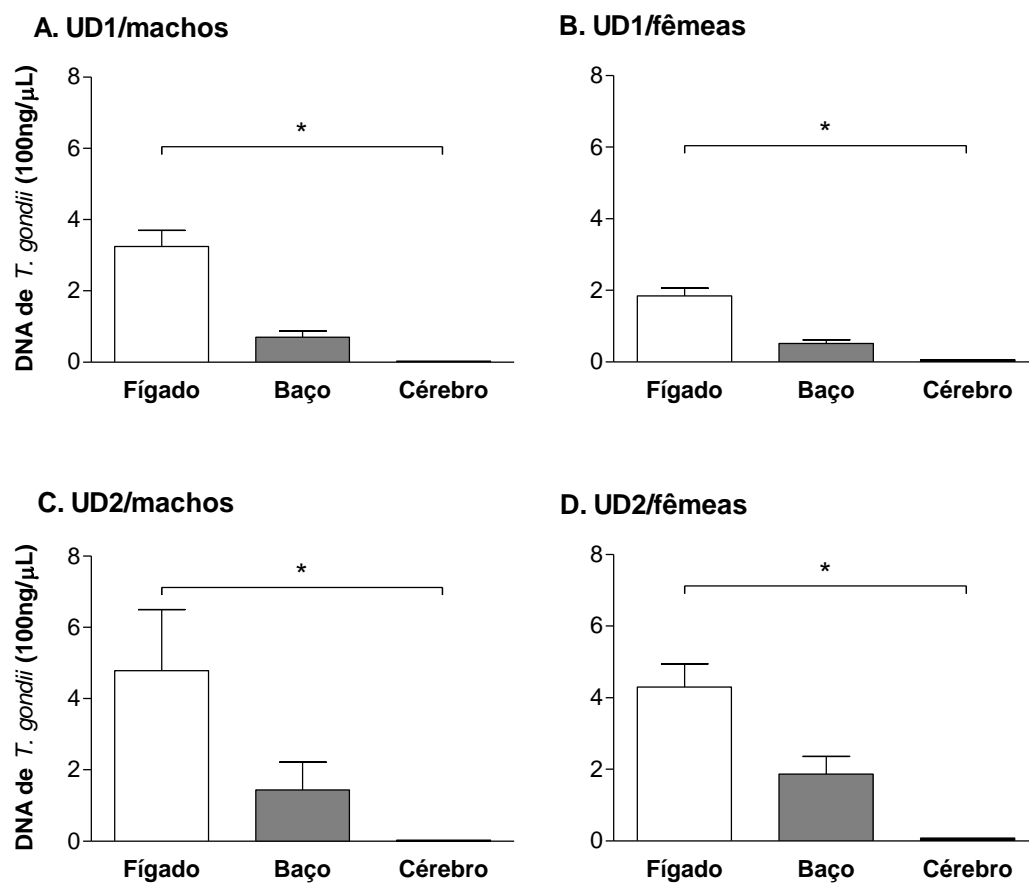 A. UD1/machos
DNA de T. gondii (100ng/µL)
8
6
4
2
0
*
Fígado Baço Cérebro
B. UD1/fêmeas
8
6
4
2
0
*
Fígado Baço Cérebro
C. UD2/machos
DNA de T. gondii (100ng/µL)
8
6
4
2
0
*
Fígado Baço Cérebro
D. UD2/fêmeas
8
6
4
2
0
*
Fígado Baço Cérebro